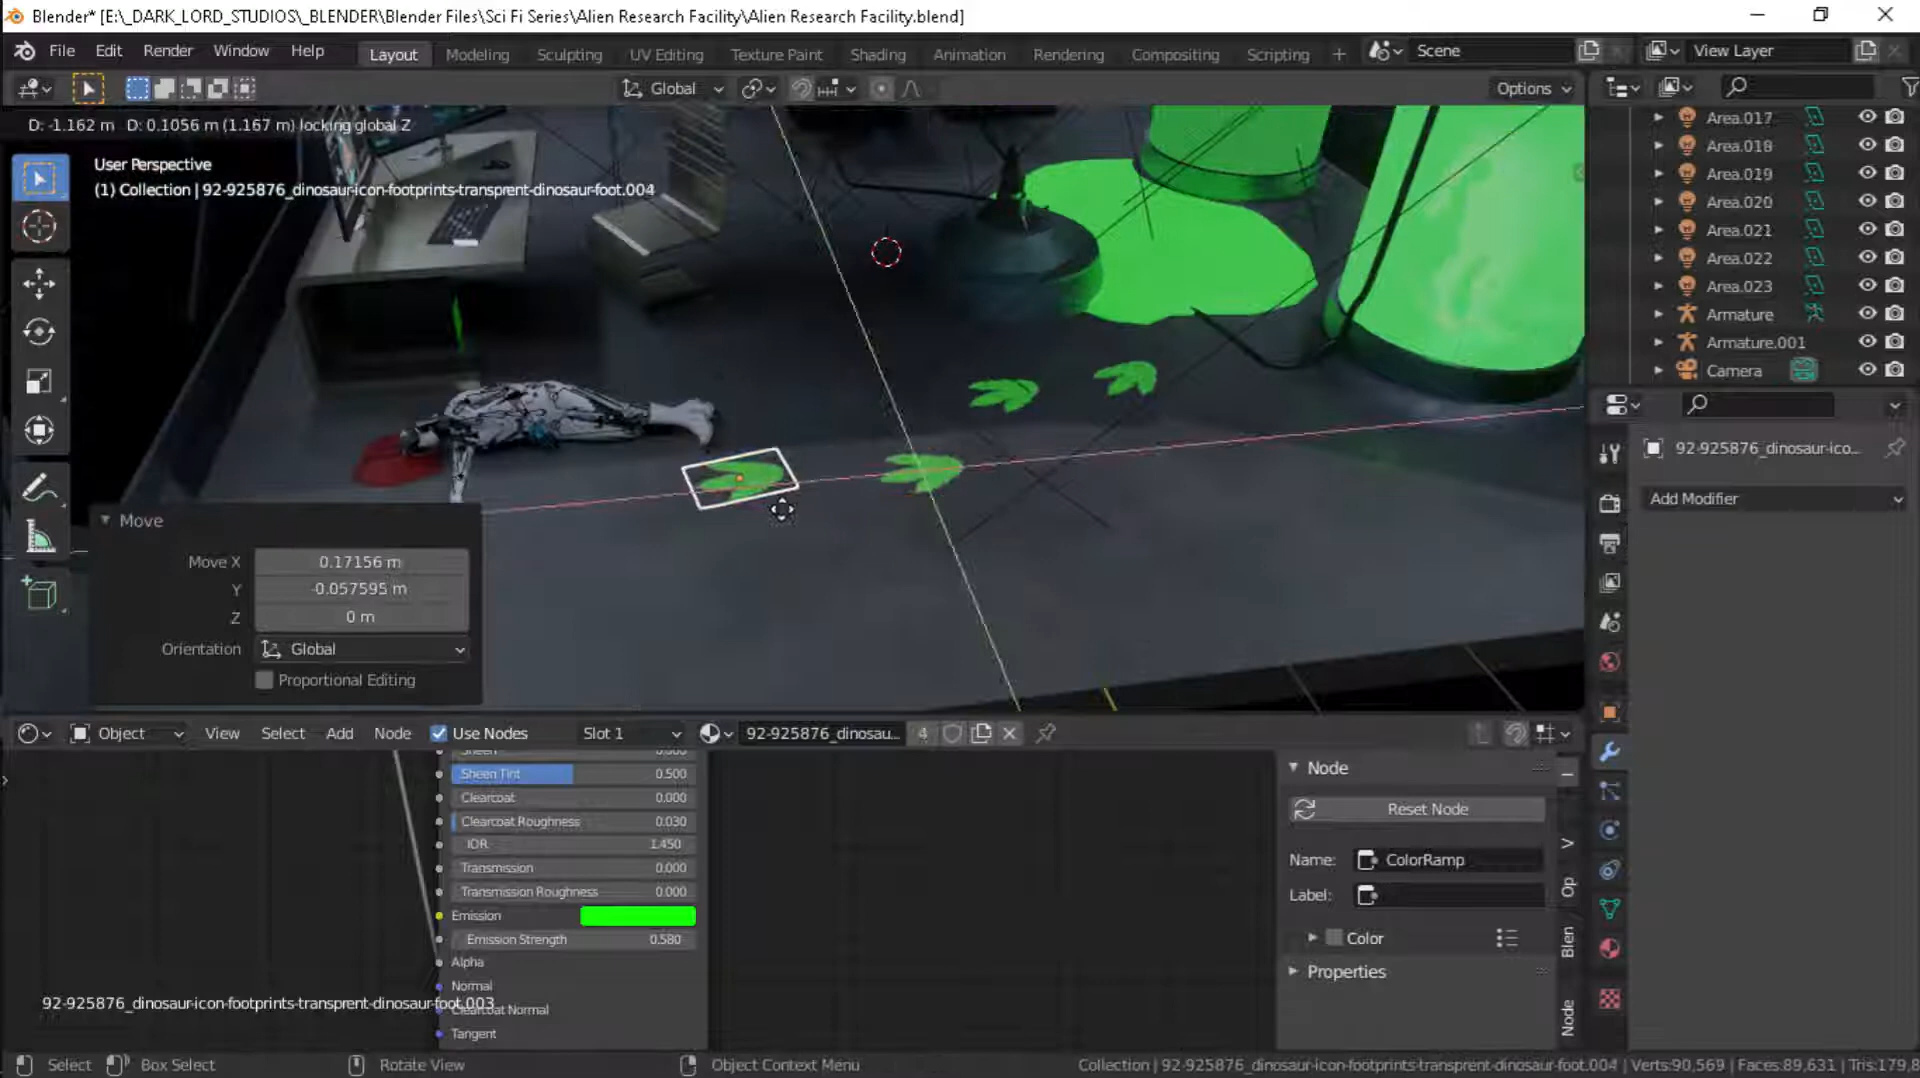 Blender* [E:\_DARK_LORD_STUDIOS\_BLENDER\Blender Files\Sci Fi Series\Alien Research Facility\Alien Research Facility.blend]
File Edit Render Window Help Layout Modeling Sculpting UV Editing Texture Paint Shading Animation Rendering Compositing Scripting + Scene View Layer
Global Options
D: -1.162 m D: 0.1056 m (1.167 m) locking global Z
User Perspective
(1) Collection | 92-925876_dinosaur-icon-footprints-transprent-dinosaur-foot.004
Area.017
Area.018
Area.019
Area.020
Area.021
Area.022
Area.023
Armature
Armature.001
Camera
92-925876_dinosaur-ico...
Add Modifier
Move
Move X 0.17156 m
Y -0.057595 m
Z 0 m
Orientation Global
Proportional Editing
Object View Select Add Node Use Nodes Slot 1 92-925876_dinosau... 4
Sheen Tint 0.500
Clearcoat 0.000
Clearcoat Roughness 0.030
IOR 1.450
Transmission 0.000
Transmission Roughness 0.000
Emission
Emission Strength 0.580
Alpha
Normal
Clearcoat Normal
Tangent
92-925876_dinosaur-icon-footprints-transprent-dinosaur-foot.003
Node
Reset Node
Name: ColorRamp
Label:
Color
Properties
V
Op
Blen
Node
Select Box Select Rotate View Object Context Menu Collection | 92-925876_dinosaur-icon-footprints-transprent-dinosaur-foot.004 | Verts:90,569 | Faces:89,631 | Tris:179,8